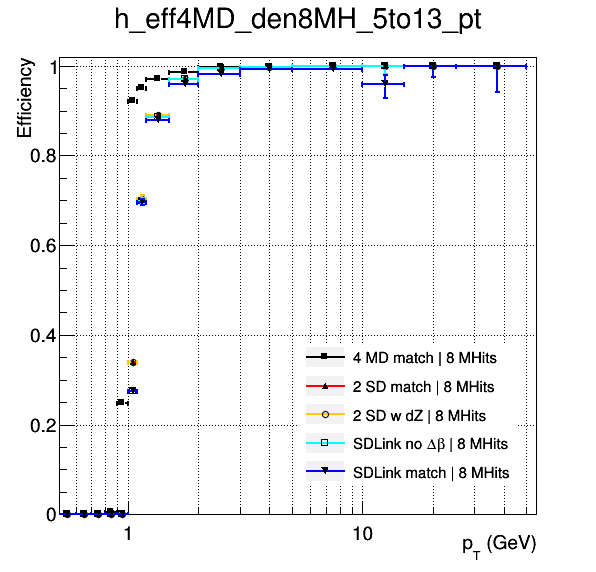 h_eff4MD_den8MH_5to13_pt
Efficiency
1
0.8
0.6
0.4
0.2
0
4 MD match | 8 MHits
2 SD match | 8 MHits
2 SD w dZ | 8 MHits
SDLink no Δβ | 8 MHits
SDLink match | 8 MHits
1
10
p_T (GeV)